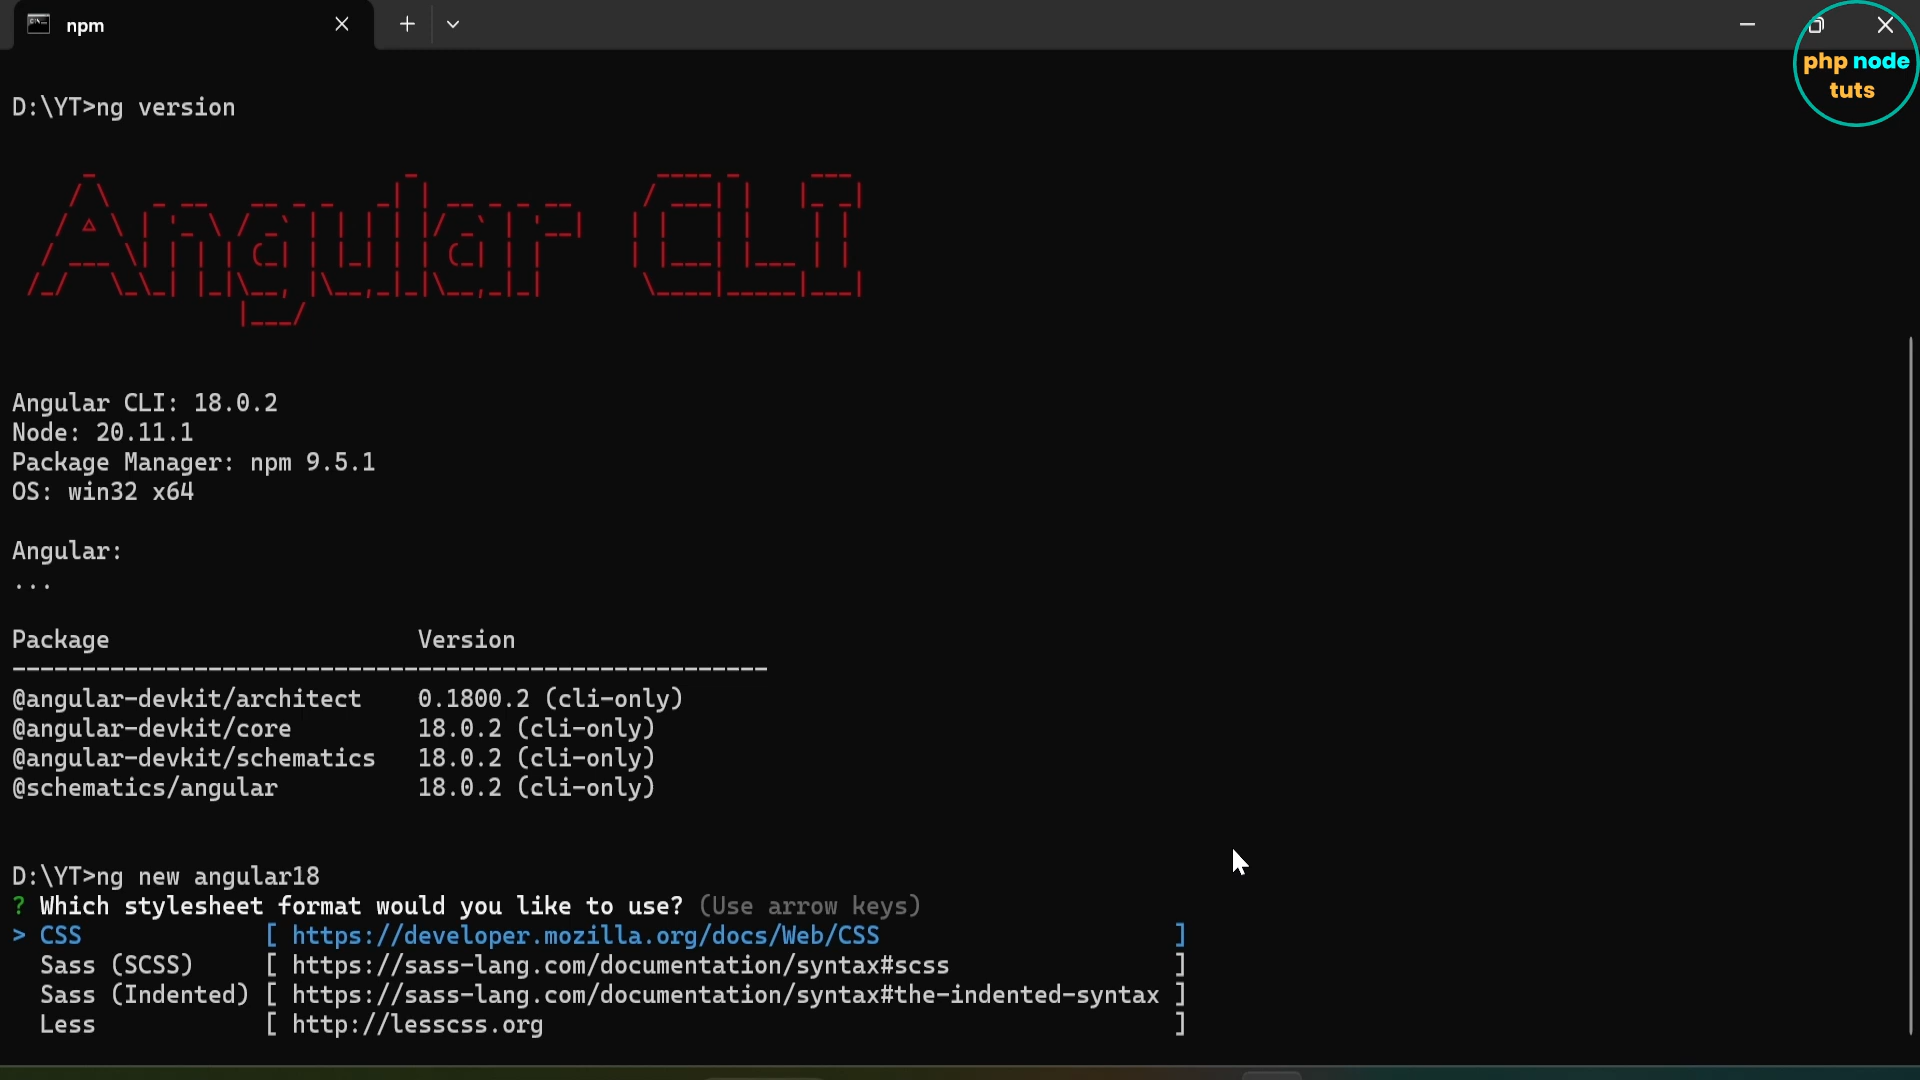 npm
php node
tuts
D:\YT>ng version
Angular CLI
Angular CLI: 18.0.2
Node: 20.11.1
Package Manager: npm 9.5.1
OS: win32 x64
Angular:
...
Package Version
------------------------------------------------------
@angular-devkit/architect 0.1800.2 (cli-only)
@angular-devkit/core 18.0.2 (cli-only)
@angular-devkit/schematics 18.0.2 (cli-only)
@schematics/angular 18.0.2 (cli-only)
D:\YT>ng new angular18
? Which stylesheet format would you like to use? (Use arrow keys)
> CSS [ https://developer.mozilla.org/docs/Web/CSS ]
Sass (SCSS) [ https://sass-lang.com/documentation/syntax#scss ]
Sass (Indented) [ https://sass-lang.com/documentation/syntax#the-indented-syntax ]
Less [ http://lesscss.org ]